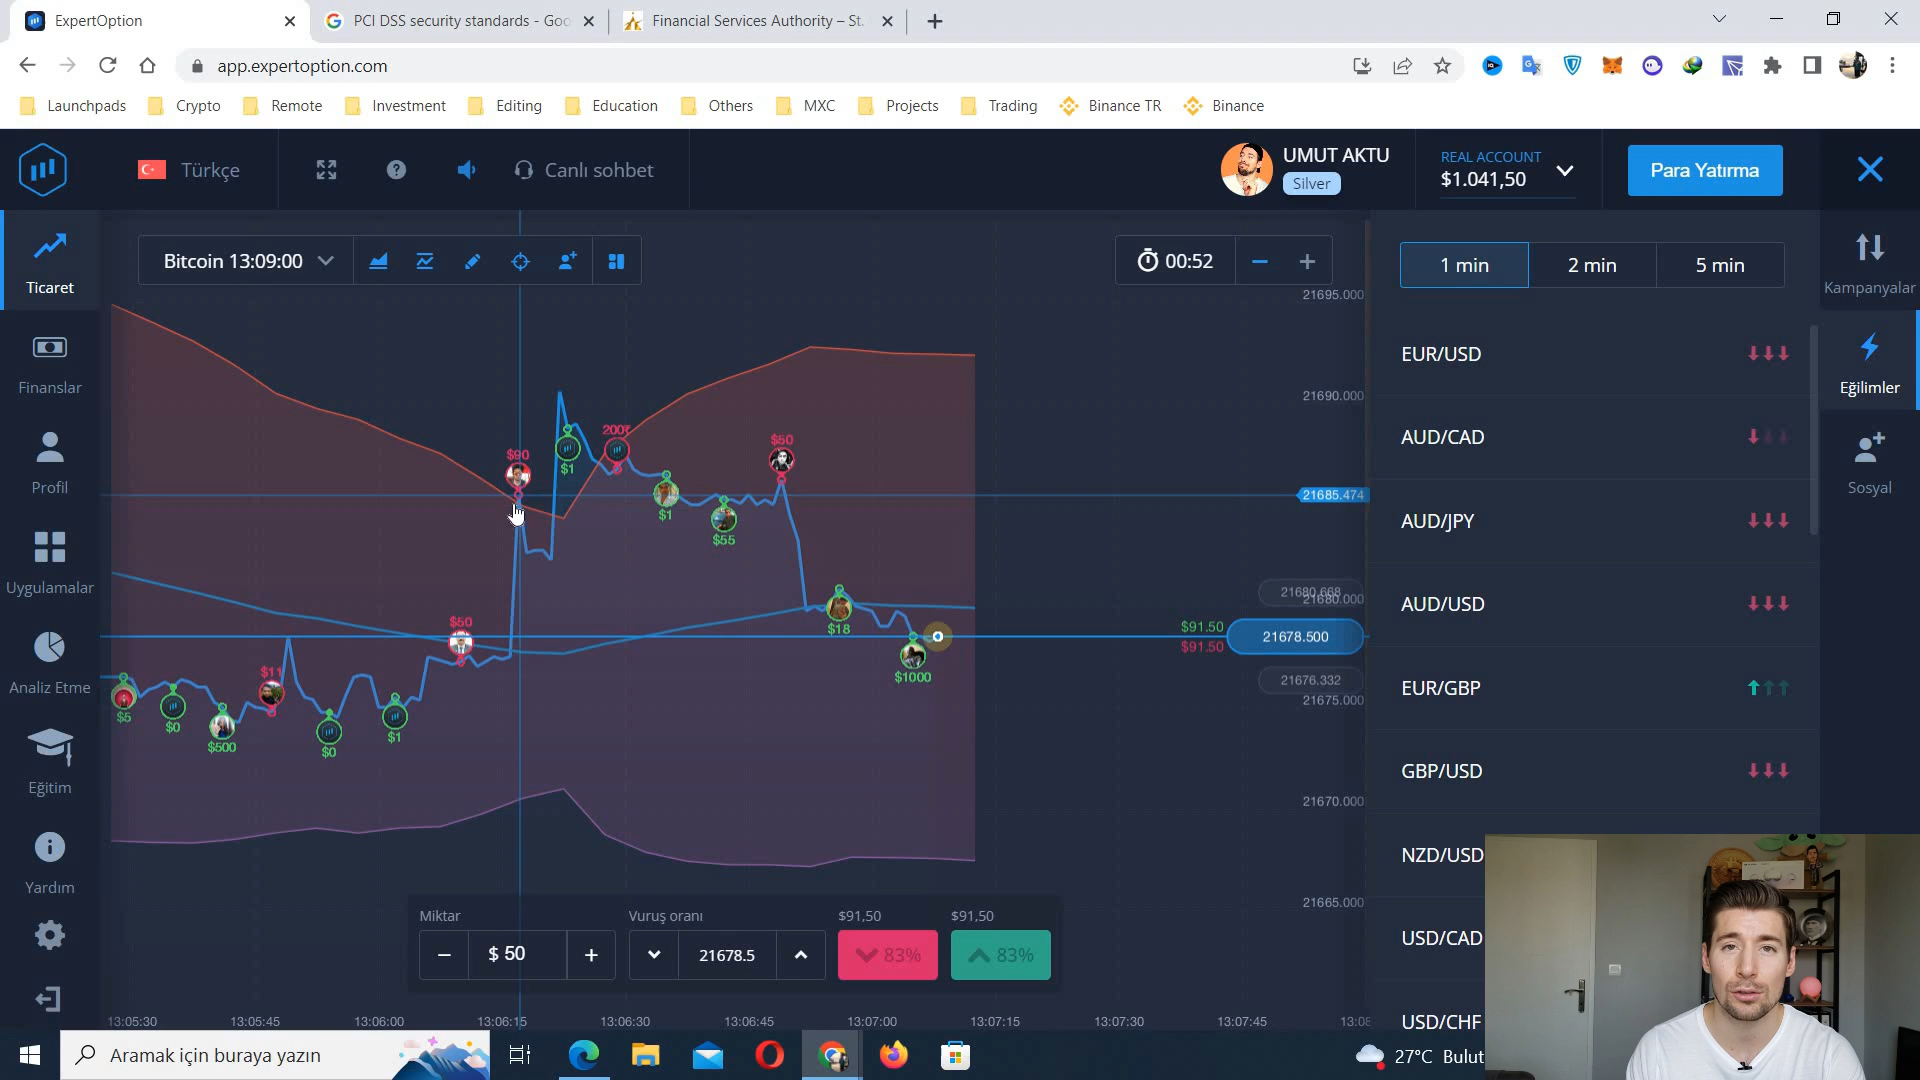 ExpertOption
PCI DSS security standards - Goo
Financial Services Authority – St.
app.expertoption.com
Launchpads
Crypto
Remote
Investment
Editing
Education
Others
MXC
Projects
Trading
Binance TR
Binance
Türkçe
Canlı sohbet
UMUT AKTU
Silver
REAL ACCOUNT
$1.041,50
Para Yatırma
Ticaret
Finanslar
Profil
Uygulamalar
Analiz Etme
Eğitim
Yardım
Bitcoin 13:09:00
00:52
21695.000
21690.000
21685.474
21680.668
21680.000
21678.500
21676.332
21675.000
21670.000
21665.000
$91.50
$91.50
$90
$1
200₹
$1
$55
$50
$18
$1000
$50
$11
$5
$0
$500
$0
$1
1 min
2 min
5 min
EUR/USD
AUD/CAD
AUD/JPY
AUD/USD
EUR/GBP
GBP/USD
NZD/USD
USD/CAD
USD/CHF
Kampanyalar
Eğilimler
Sosyal
Miktar
$ 50
Vuruş oranı
21678.5
$91,50
83%
$91,50
83%
13:05:30
13:05:45
13:06:00
13:06:15
13:06:30
13:06:45
13:07:00
13:07:15
13:07:30
13:07:45
13:08
Aramak için buraya yazın
27°C Bulut